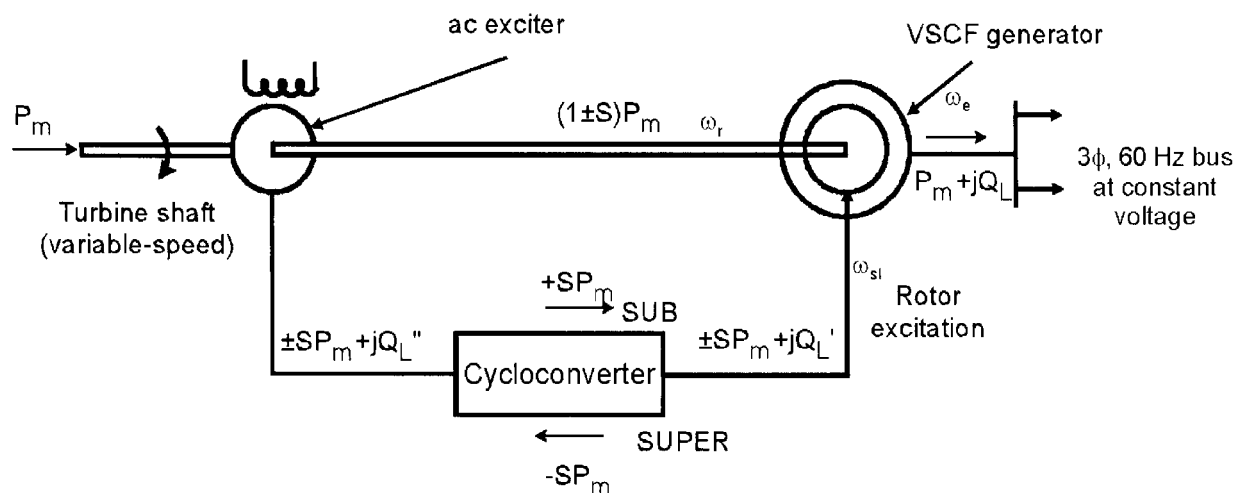 ac exciter
VSCF generator
P_m
(1±S)P_m
ω_r
ω_e
P_m+jQ_L
3ϕ, 60 Hz bus
at constant
voltage
Turbine shaft
(variable-speed)
+SP_m
SUB
ω_sl
Rotor
excitation
±SP_m+jQ_L"
Cycloconverter
±SP_m+jQ_L'
SUPER
-SP_m